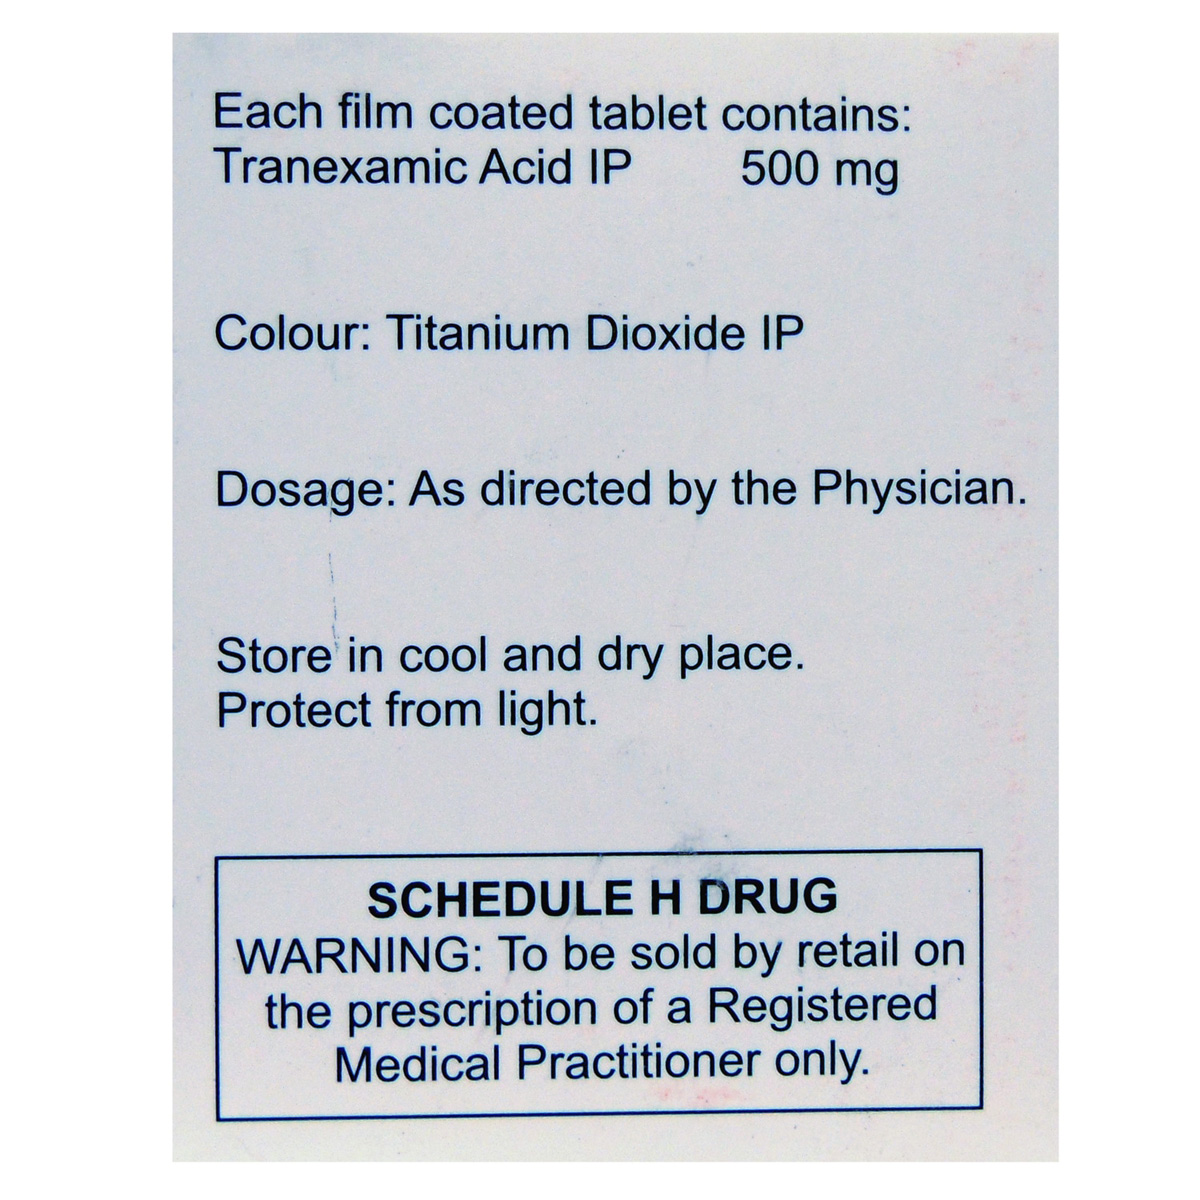 Each film coated tablet contains:
Tranexamic Acid IP 500 mg
Colour: Titanium Dioxide IP
Dosage: As directed by the Physician.
Store in cool and dry place.
Protect from light.
SCHEDULE H DRUG
WARNING: To be sold by retail on
the prescription of a Registered
Medical Practitioner only.